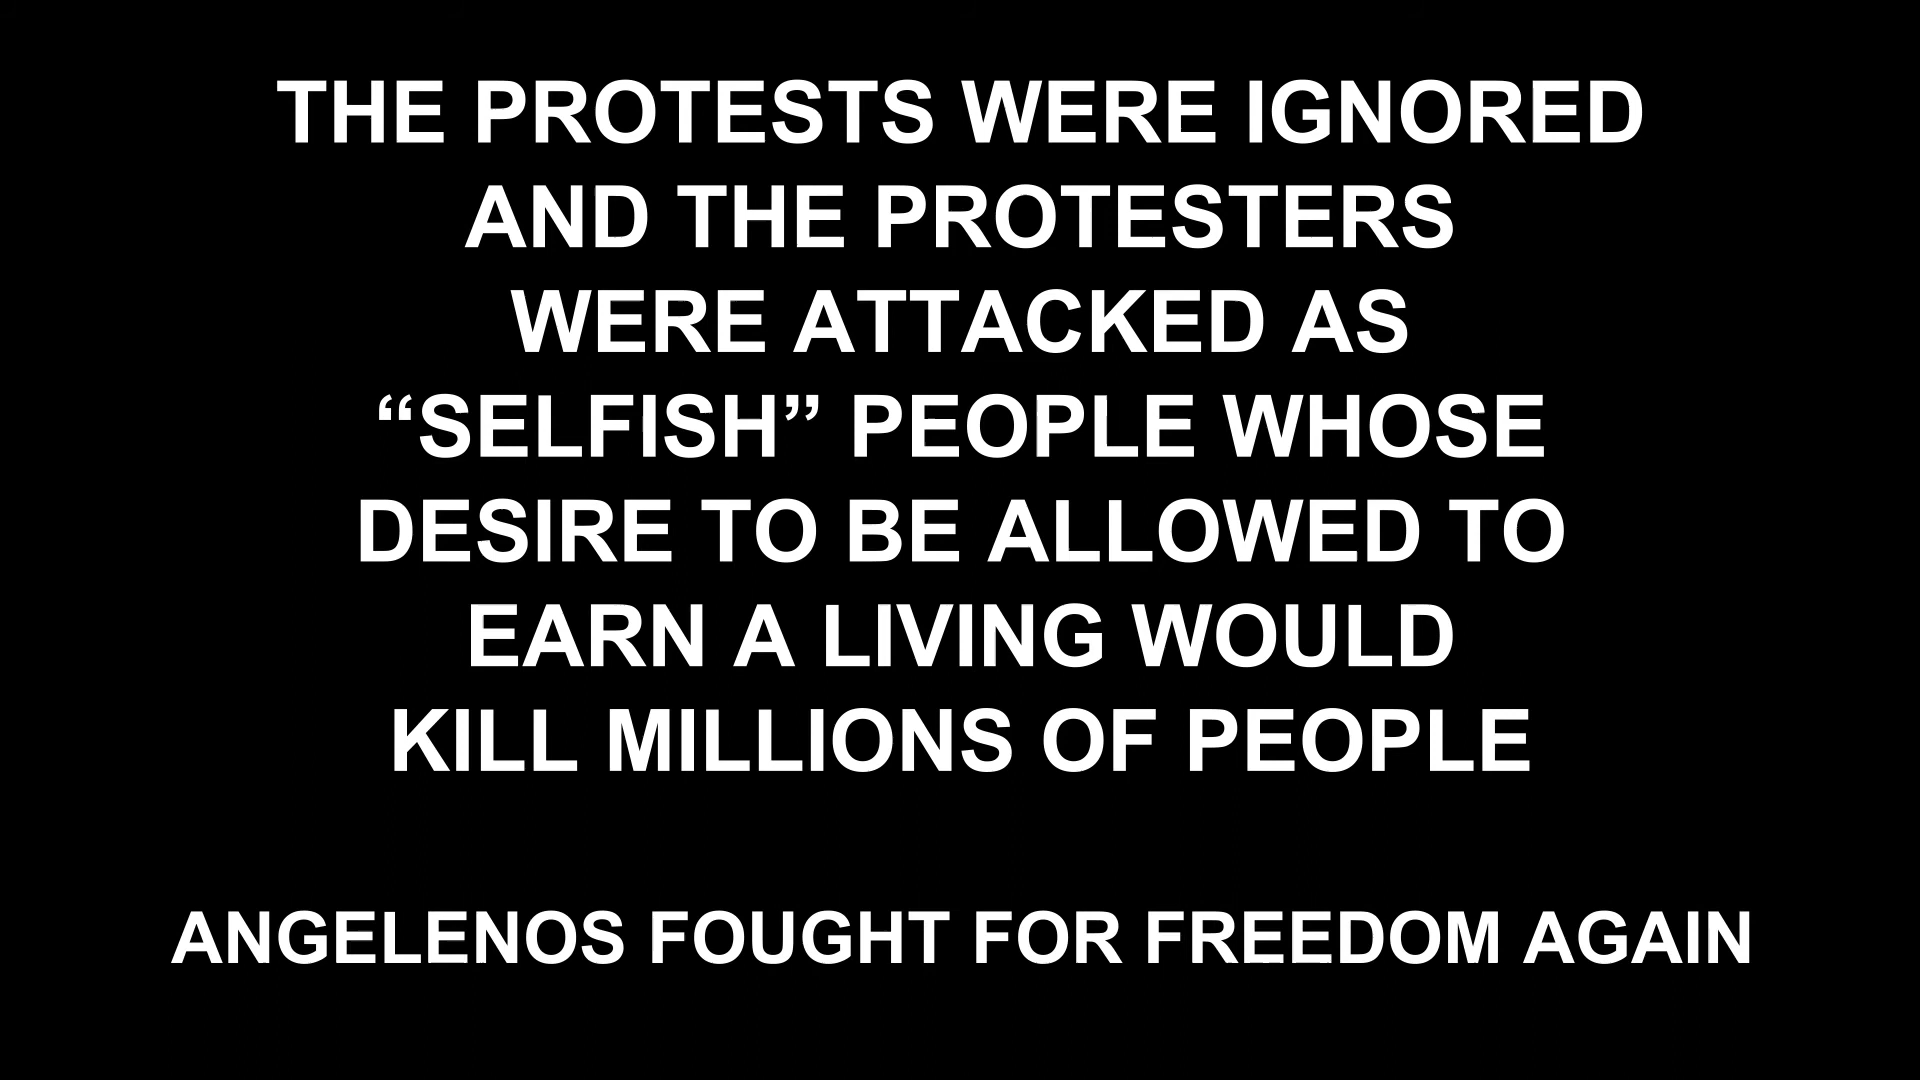 THE PROTESTS WERE IGNORED
AND THE PROTESTERS
WERE ATTACKED AS
“SELFISH” PEOPLE WHOSE
DESIRE TO BE ALLOWED TO
EARN A LIVING WOULD
KILL MILLIONS OF PEOPLE
ANGELENOS FOUGHT FOR FREEDOM AGAIN